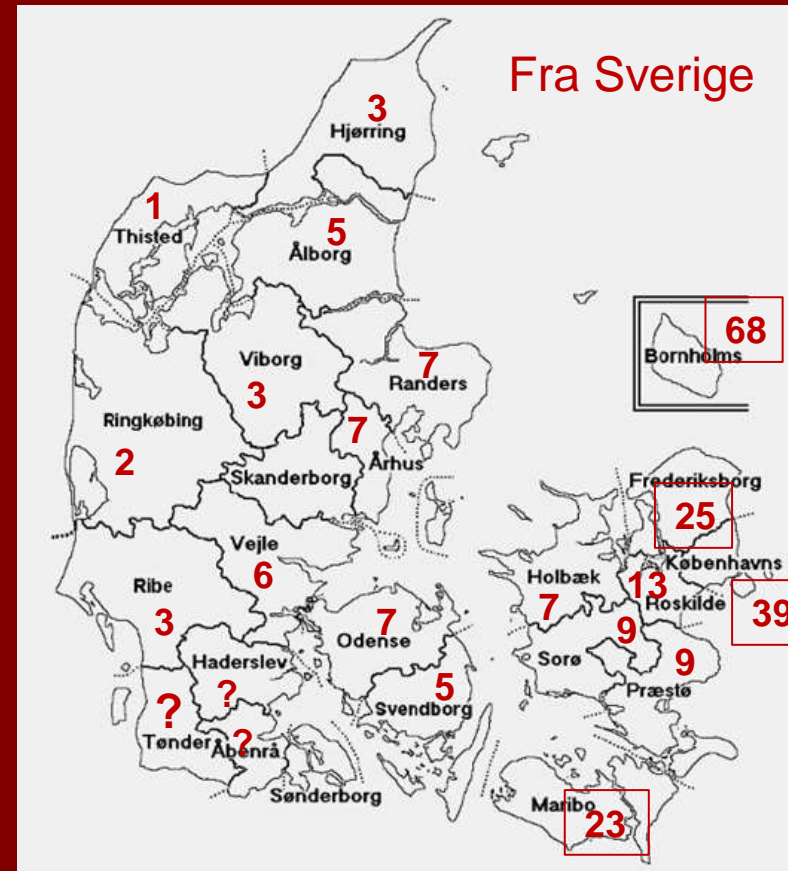 Fra Sverige
3
Hjørring
1
Thisted
5
Ålborg
68
Bornholms
Viborg
3
7
Randers
Ringkøbing
2
7
Århus
Skanderborg
Frederiksborg
25
Vejle
6
København​s
Holbæk
7
13
Roskilde
39
Ribe
3
7
Odense
9
Sorø
9
Præstø
Haderslev
?
5
Svendborg
?
Tønder
?
Åbenrå
Sønderborg
Maribo
23